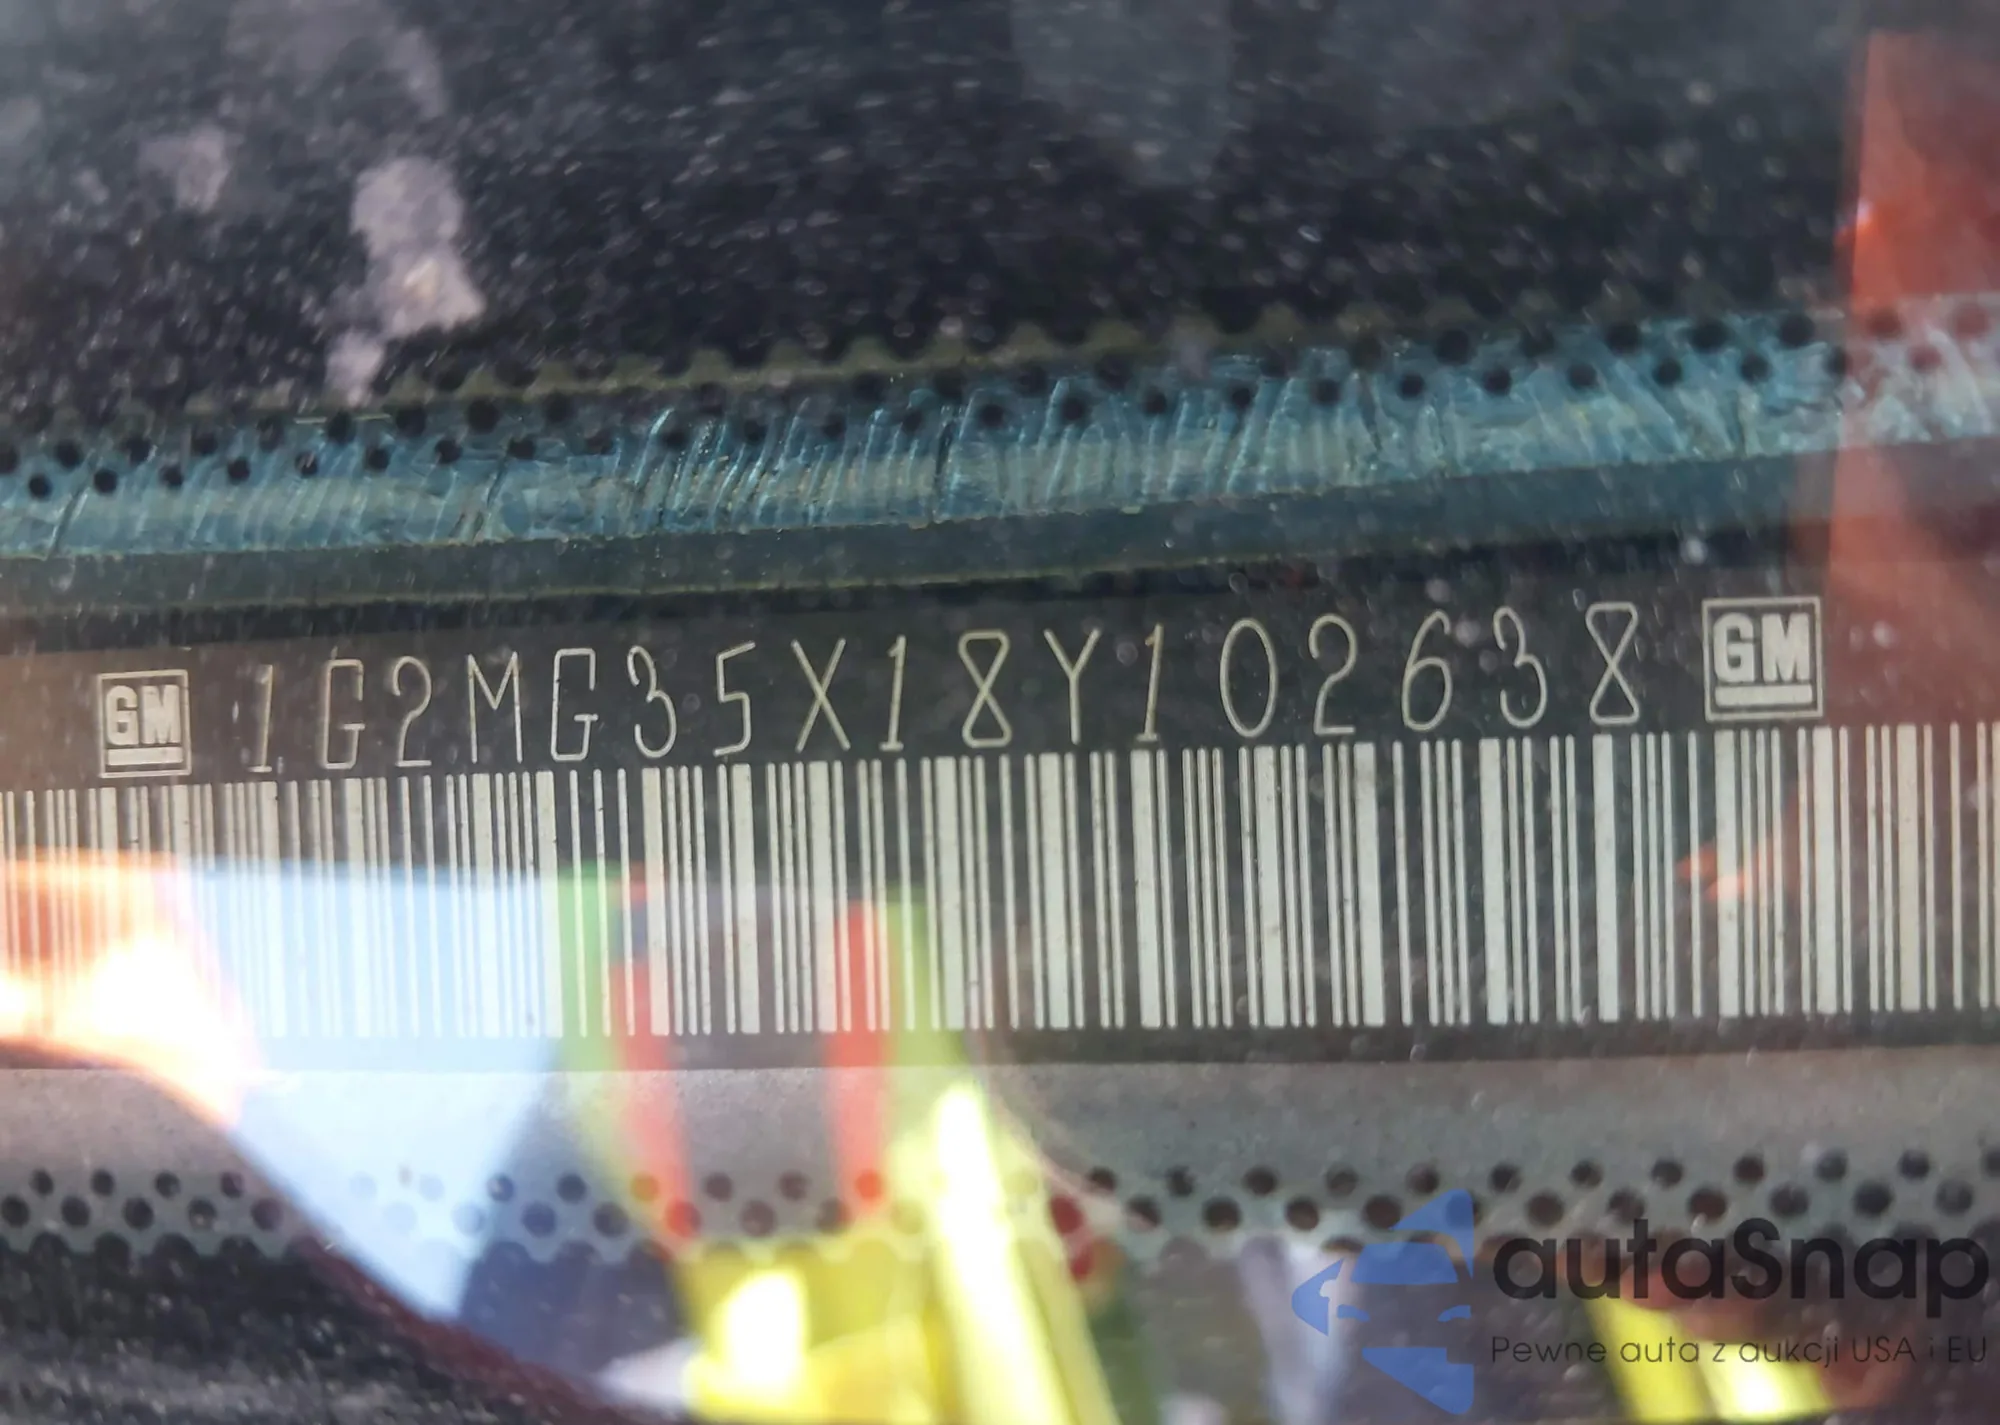 GM 1G2MG35X18Y102638 GM
autaSnap
Pewne auta z aukcji USA i EU